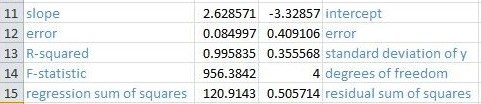 11 slope 2.628571 -3.32857 intercept
12 error 0.084997 0.409106 error
13 R-squared 0.995835 0.355568 standard deviation of y
14 F-statistic 956.3842 4 degrees of freedom
15 regression sum of squares 120.9143 0.505714 residual sum of squares